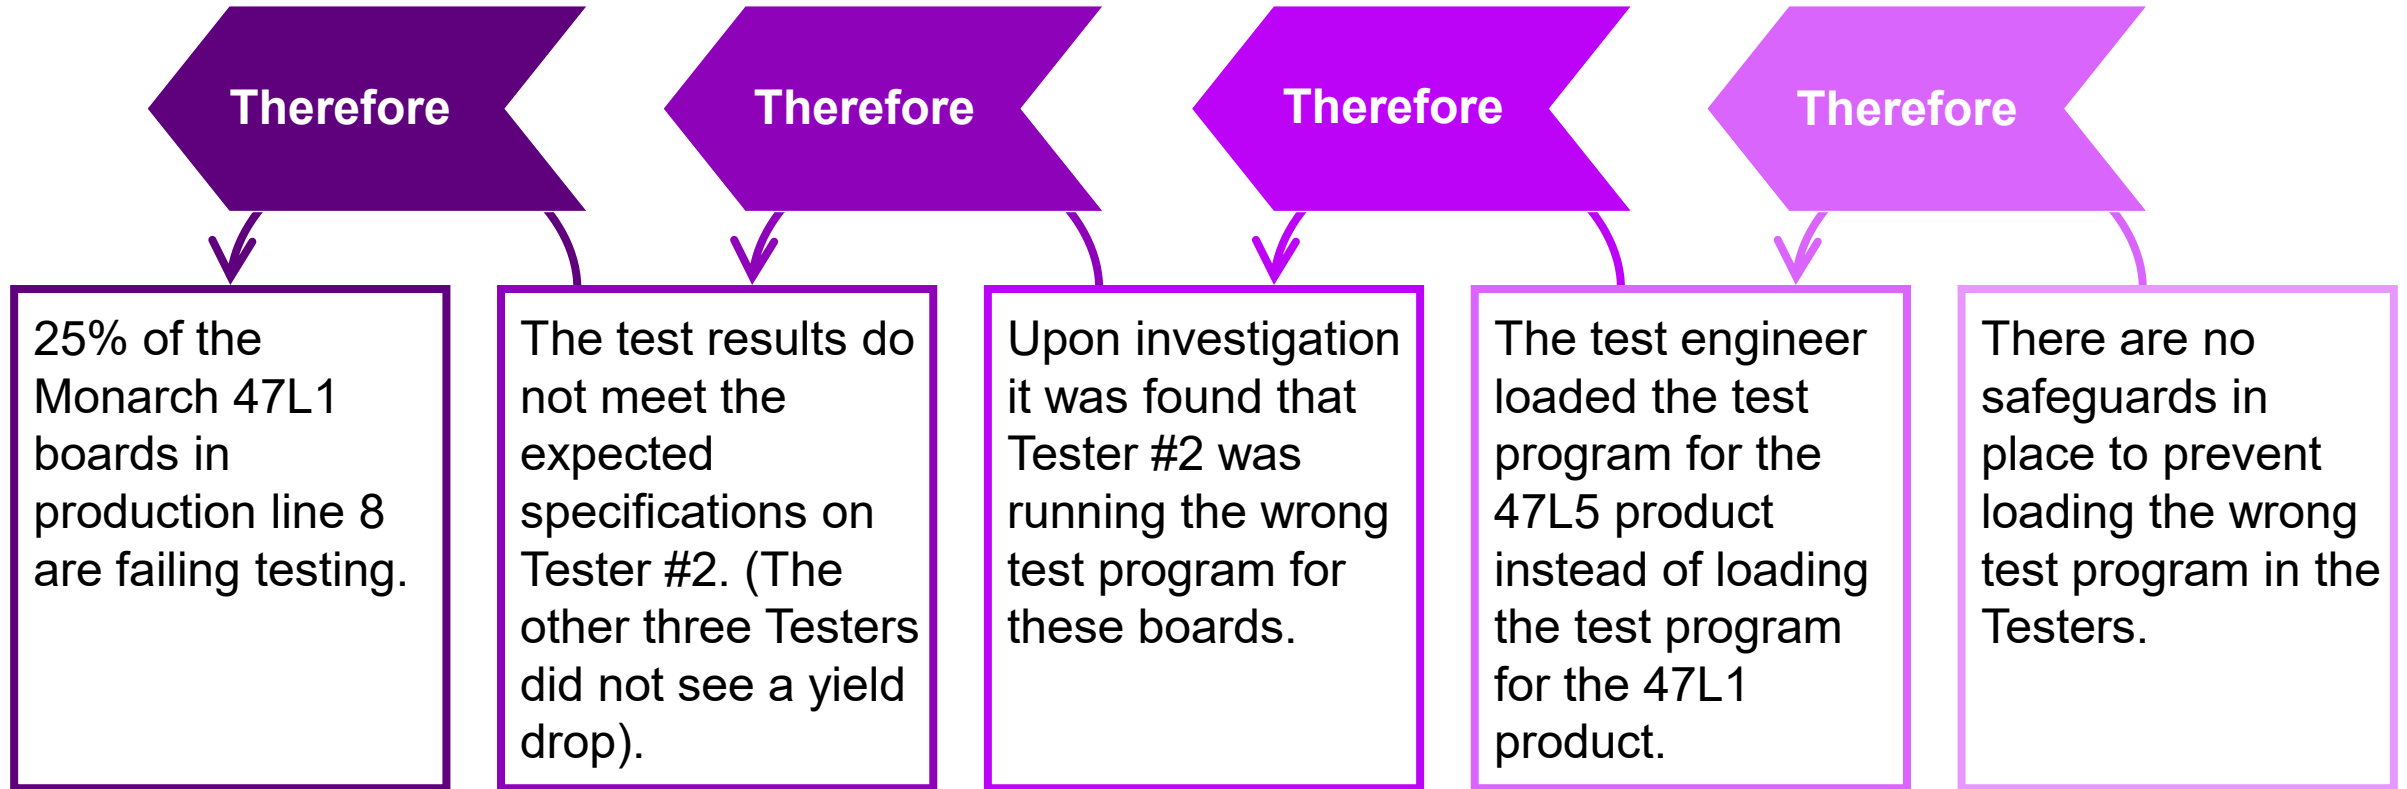 Therefore
Therefore
Therefore
Therefore
25% of the
Monarch 47L1
boards in
production line 8
are failing testing.
The test results do
not meet the
expected
specifications on
Tester #2. (The
other three Testers
did not see a yield
drop).
Upon investigation
it was found that
Tester #2 was
running the wrong
test program for
these boards.
The test engineer
loaded the test
program for the
47L5 product
instead of loading
the test program
for the 47L1
product.
There are no
safeguards in
place to prevent
loading the wrong
test program in the
Testers.